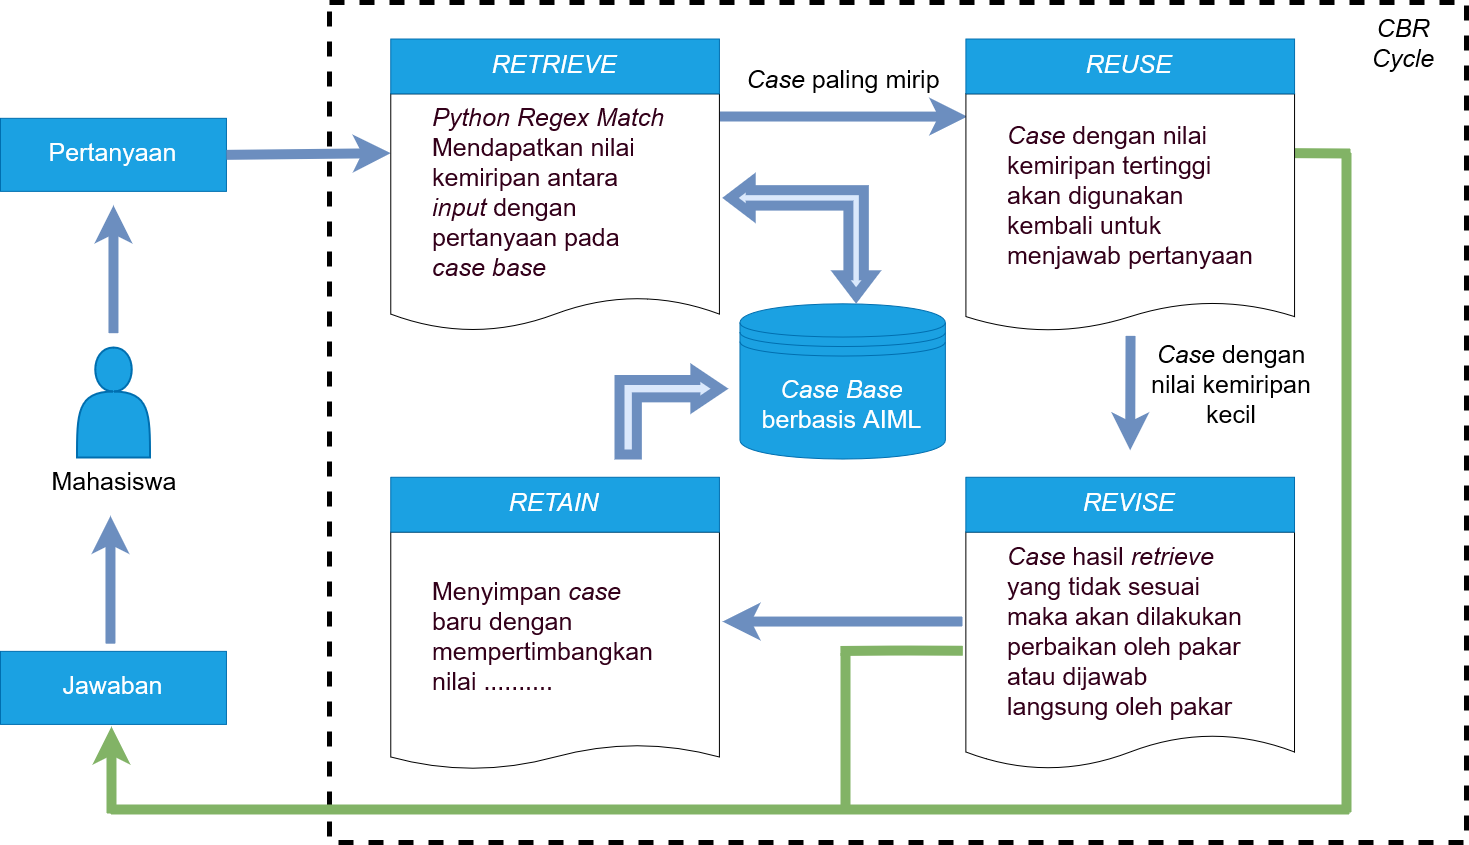 CBR
Cycle
RETRIEVE
Python Regex Match
Mendapatkan nilai
kemiripan antara
input dengan
pertanyaan pada
case base
Case paling mirip
REUSE
Case dengan nilai
kemiripan tertinggi
akan digunakan
kembali untuk
menjawab pertanyaan
Pertanyaan
Mahasiswa
Jawaban
Case Base
berbasis AIML
Case dengan
nilai kemiripan
kecil
RETAIN
Menyimpan case
baru dengan
mempertimbangkan
nilai ..........
REVISE
Case hasil retrieve
yang tidak sesuai
maka akan dilakukan
perbaikan oleh pakar
atau dijawab
langsung oleh pakar